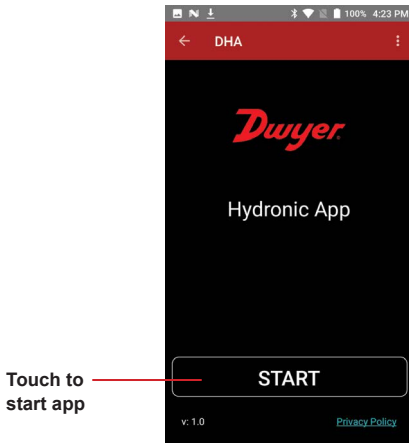 100% 4:23 PM
DHA
Dwyer®
Hydronic App
Touch to
start app
START
v: 1.0
Privacy Policy